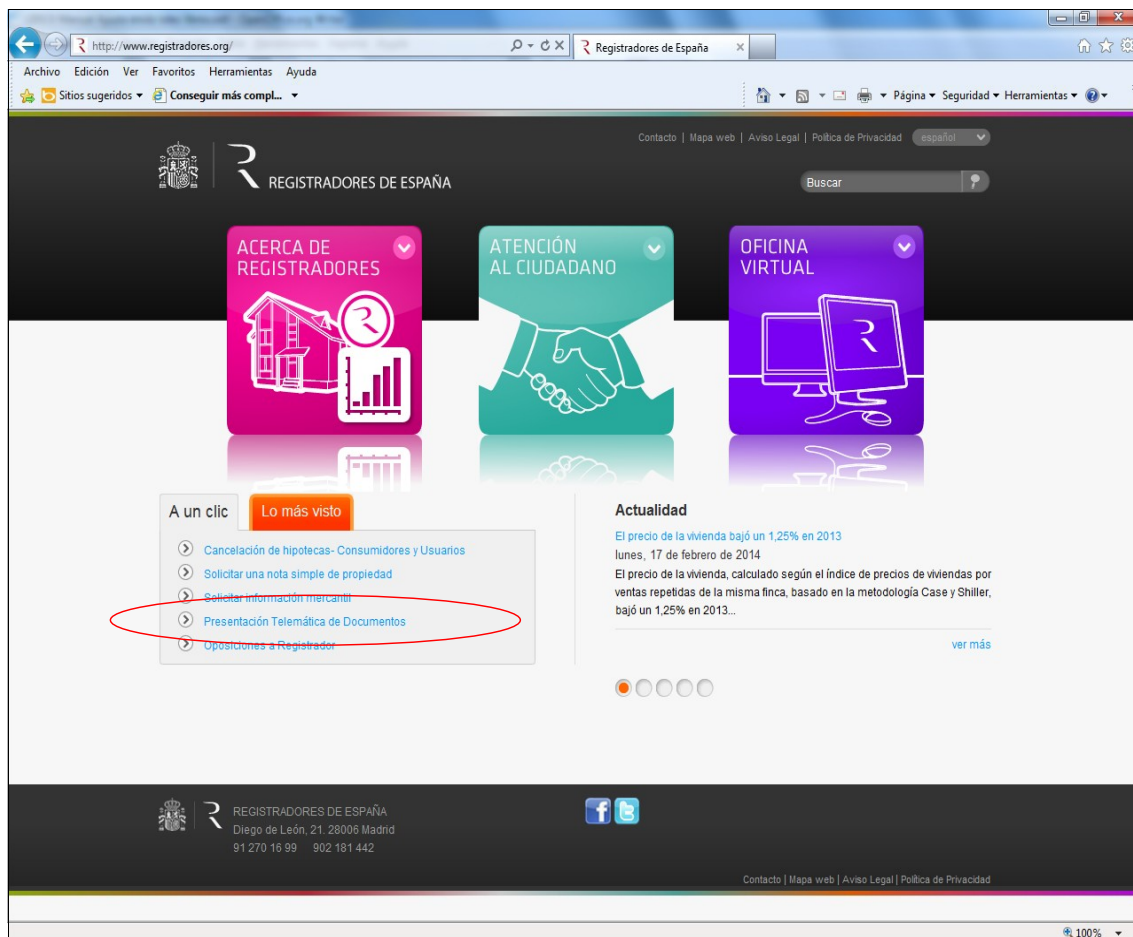 http://www.registradores.org/
Registradores de España
Archivo Edición Ver Favoritos Herramientas Ayuda
Sitios sugeridos Conseguir más compl...
Página Seguridad Herramientas
Contacto | Mapa web | Aviso Legal | Política de Privacidad español
REGISTRADORES DE ESPAÑA
Buscar
ACERCA DE
REGISTRADORES
ATENCIÓN
AL CIUDADANO
OFICINA
VIRTUAL
A un clic
Lo más visto
Cancelación de hipotecas- Consumidores y Usuarios
Solicitar una nota simple de propiedad
Solicitar información mercantil
Presentación Telemática de Documentos
Oposiciones a Registrador
Actualidad
El precio de la vivienda bajó un 1,25% en 2013
lunes, 17 de febrero de 2014
El precio de la vivienda, calculado según el índice de precios de viviendas por
ventas repetidas de la misma finca, basado en la metodología Case y Shiller,
bajó un 1,25% en 2013...
ver más
REGISTRADORES DE ESPAÑA
Diego de León, 21. 28006 Madrid
91 270 16 99 902 181 442
Contacto | Mapa web | Aviso Legal | Política de Privacidad
100%